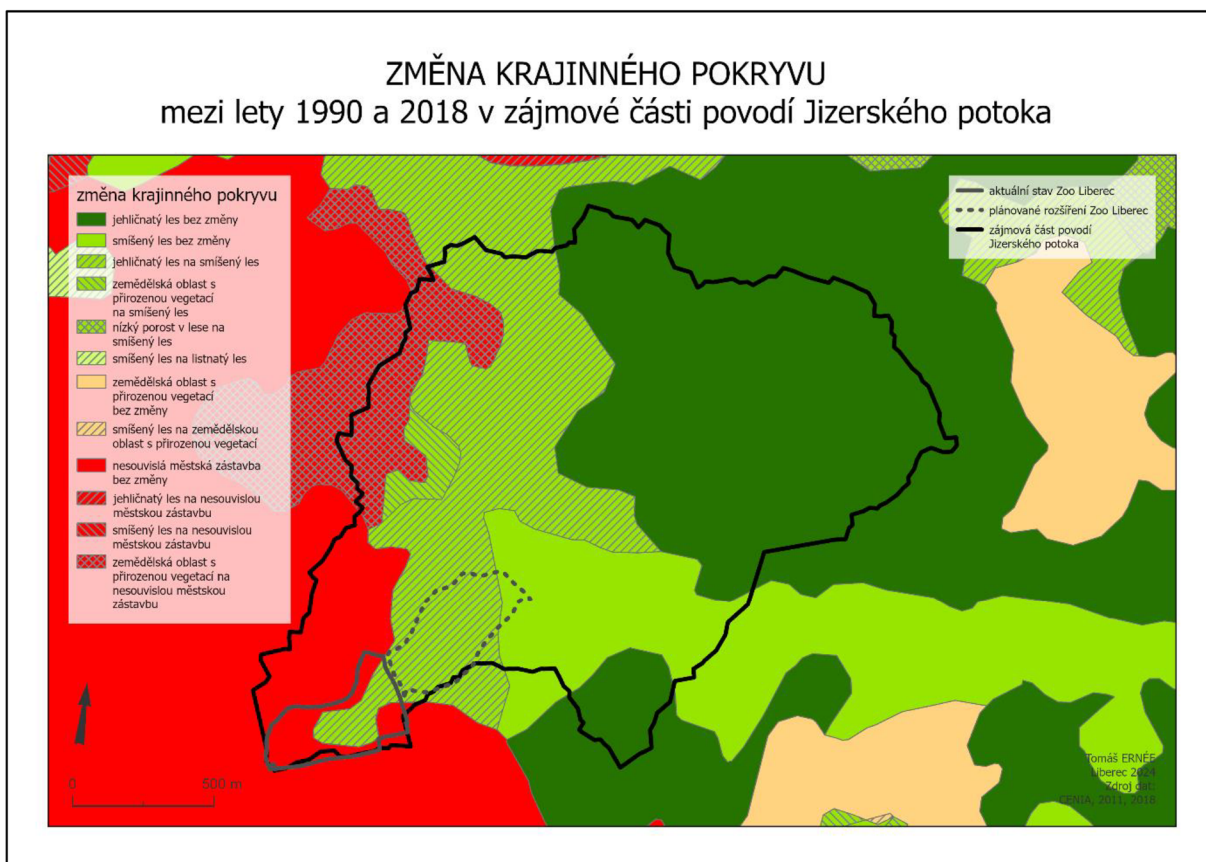 ZMĚNA KRAJINNÉHO POKRYVU
mezi lety 1990 a 2018 v zájmové části povodí Jizerského potoka
změna krajinného pokryvu
jehličnatý les bez změny
smíšený les bez změny
jehličnatý les na smíšený les
zemědělská oblast s
přirozenou vegetací
na smíšený les
nízký porost v lese na
smíšený les
smíšený les na listnatý les
zemědělská oblast s
přirozenou vegetací
bez změny
smíšený les na zemědělskou
oblast s přirozenou vegetací
nesouvislá městská zástavba
bez změny
jehličnatý les na nesouvislou
městskou zástavbu
smíšený les na nesouvislou
městskou zástavbu
zemědělská oblast s
přirozenou vegetací na
nesouvislou městskou
zástavbu
aktuální stav Zoo Liberec
plánované rozšíření Zoo Liberec
zájmová část povodí
Jizerského potoka
0 500 m
Tomáš ERNÉE
Liberec 2024
Zdroj dat:
CENIA, 2011, 2018